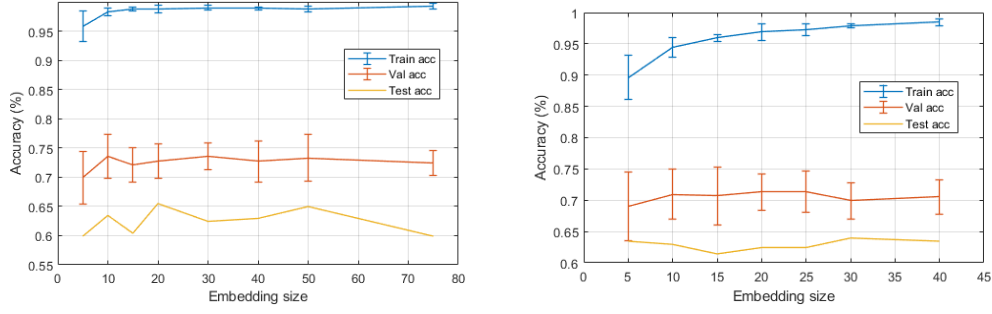 0.95
0.9
0.85
0.8
0.75
0.7
0.65
0.6
0.55
Accuracy (%)
Train acc
Val acc
Test acc
0 10 20 30 40 50 60 70 80
Embedding size
1
0.95
0.9
0.85
0.8
0.75
0.7
0.65
0.6
Accuracy (%)
Train acc
Val acc
Test acc
0 5 10 15 20 25 30 35 40 45
Embedding size